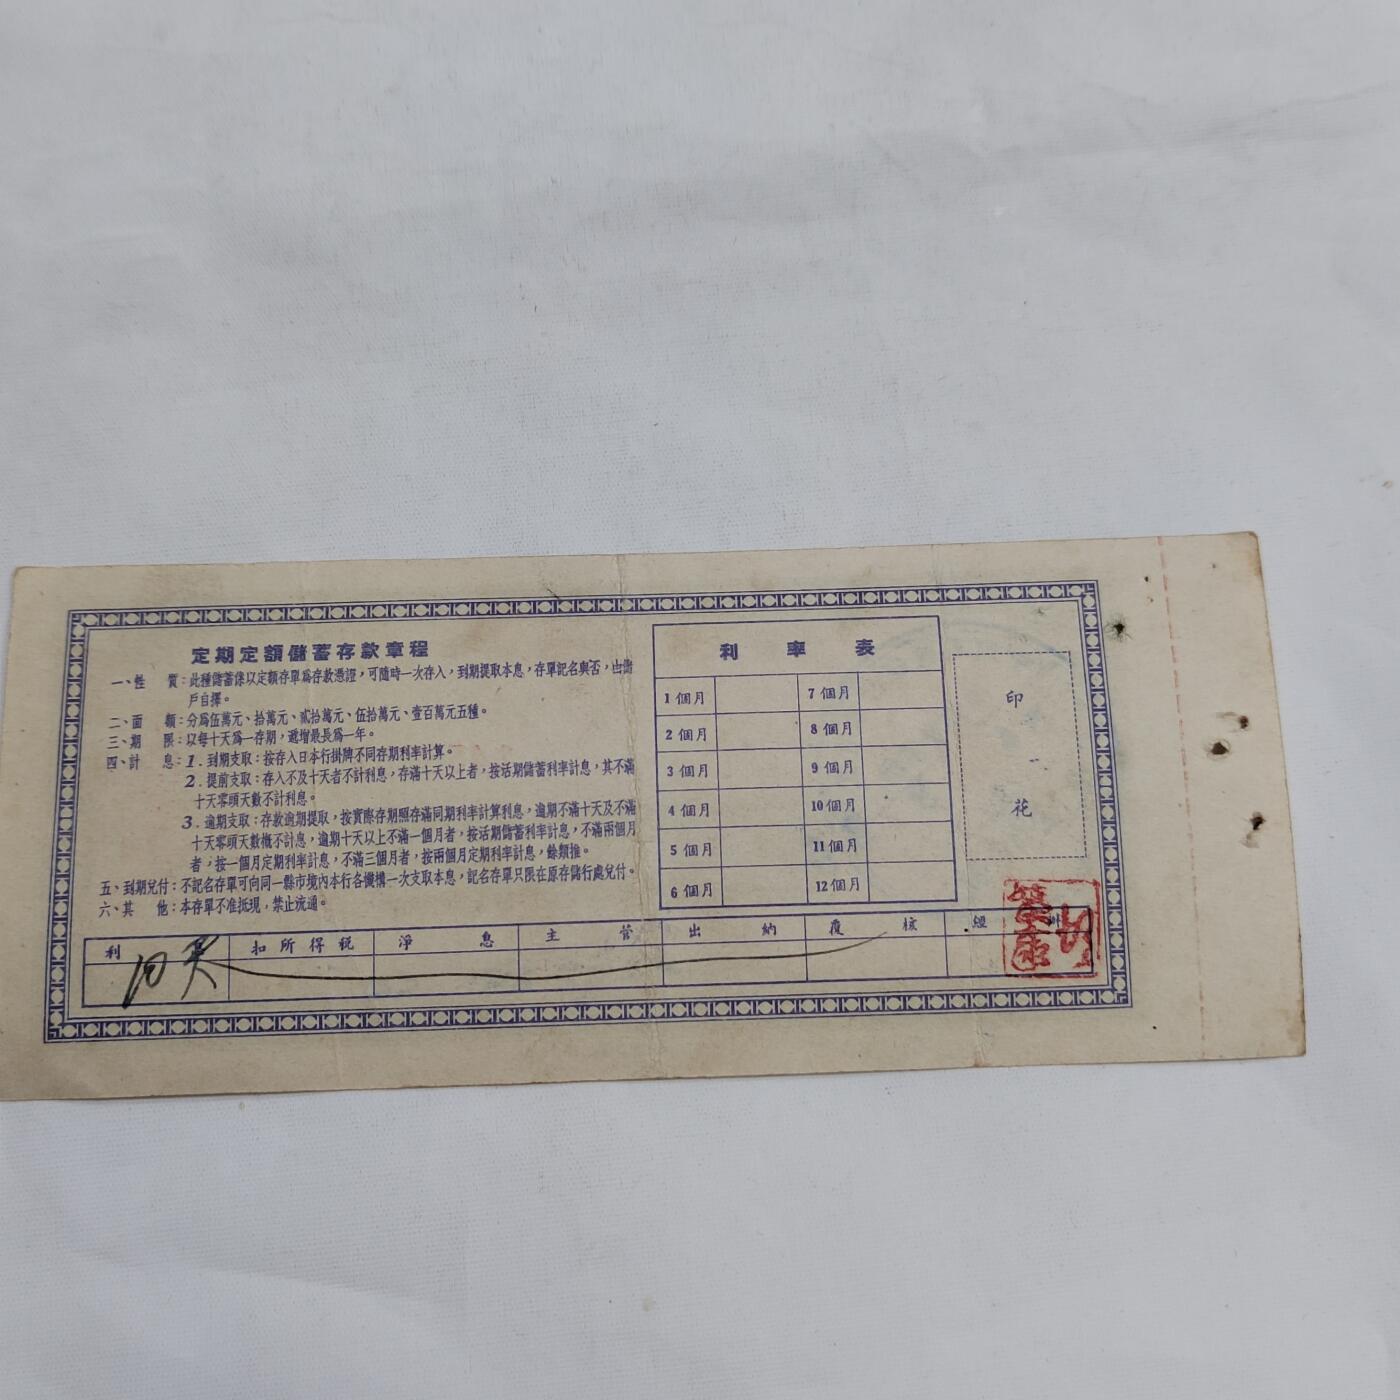 定期定額儲蓄存款章程
一、性 質：此種儲蓄係以定額存單爲存款憑證，可隨時一次存入，到期提取本息，存單記名與否，由儲
戶自擇。
二、面 額：分爲伍萬元、拾萬元、貳拾萬元、伍拾萬元、壹百萬元五種。
三、期 限：以每十天爲一存期，遞增最長爲一年。
四、計 息：1．到期支取：按存入日本行掛牌不同存期利率計算。
2．提前支取：存入不及十天者不計利息，存滿十天以上者，按活期儲蓄利率計息，其不滿
十天零頭天數不計利息。
3．逾期支取：存款逾期提取，按實際存期照存滿同期利率計算利息，逾期不滿十天及不滿
十天零頭天數概不計息，逾期十天以上不滿一個月者，按活期儲蓄利率計息，不滿兩個月
者，按一個月定期利率計息，不滿三個月者，按兩個月定期利率計息，餘類推。
五、到期兌付：不記名存單可向同一縣市境內本行各機構一次支取本息，記名存單只限在原存儲行處兌付。
六、其 他：本存單不准抵現，禁止流通。
利 率 表
1個月 7個月
2個月 8個月
3個月 9個月
4個月 10個月
5個月 11個月
6個月 12個月
印
花
利 扣所得稅 淨 息 主 管 出 納 覆 核 經
10天